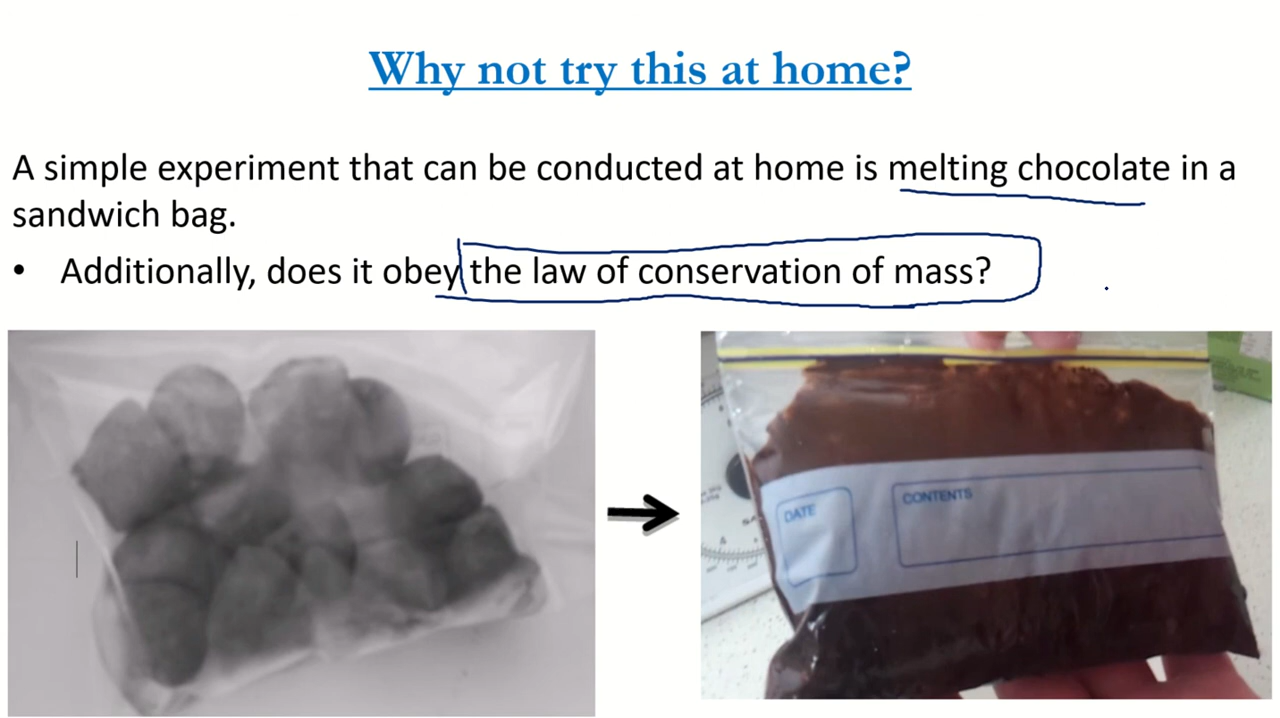 Why not try this at home?
A simple experiment that can be conducted at home is melting chocolate in a
sandwich bag.
• Additionally, does it obey the law of conservation of mass?
DATE
CONTENTS